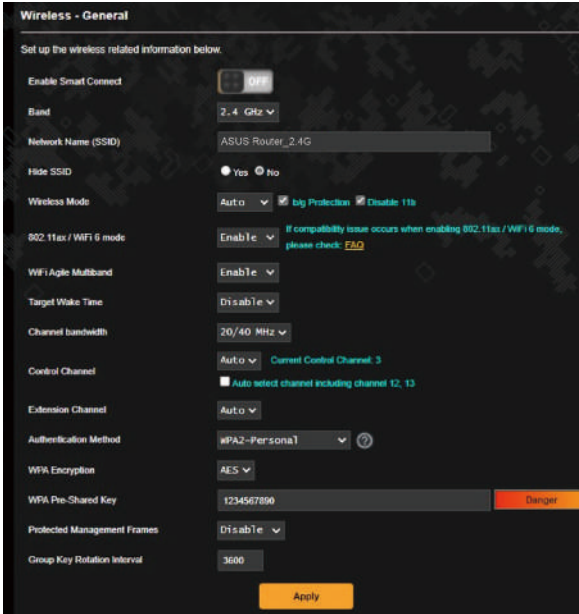 Wireless - General
Set up the wireless related information below.
Enable Smart Connect OFF
Band 2.4 GHz
Network Name (SSID) ASUS Router_2.4G
Hide SSID Yes No
Wireless Mode Auto b/g Protection Disable 11b
802.11ax / WiFi 6 mode Enable If compatibility issue occurs when enabling 802.11ax / WiFi 6 mode,
please check: FAQ
WiFi Agile Multiband Enable
Target Wake Time Disable
Channel bandwidth 20/40 MHz
Control Channel Auto Current Control Channel: 3
Auto select channel including channel 12, 13
Extension Channel Auto
Authentication Method WPA2-Personal ?
WPA Encryption AES
WPA Pre-Shared Key 1234567890 Danger
Protected Management Frames Disable
Group Key Rotation Interval 3600
Apply